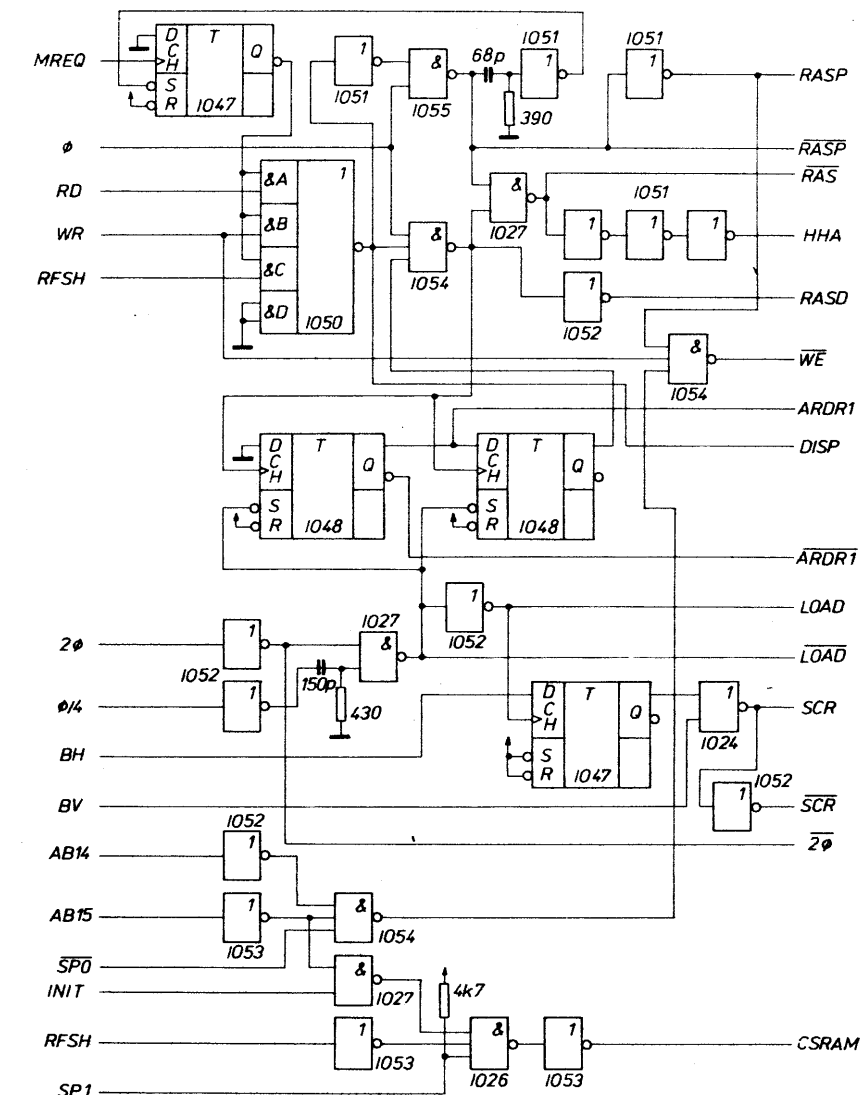 D T Q
C
H
S
R 1047
MREQ
1
1051
&
1055
68p
390
1051
1
1051
1
RASP
ø
RASP
RD
WR
RFSH
&A 1
&B
&C
&D 1050
&
1054
&
1027
RAS
1051
1 1 1
HHA
1
1052
RASD
&
1054
WE
ARDR1
DISP
D T Q
C
H
S
R 1048
D T Q
C
H
S
R 1048
ARDR1
1
1052
LOAD
LOAD
2ø
1
1052
1027
&
ø/4
1
150p
430
D T Q
C
H
S
R 1047
1
1024
SCR
BH
BV
1052
1
SCR
2ø
1052
AB14
1
AB15
1
1053
&
1054
SP0
INIT
&
1027
4k7
RFSH
1
1053
&
1026
1
1053
CSRAM
SP1